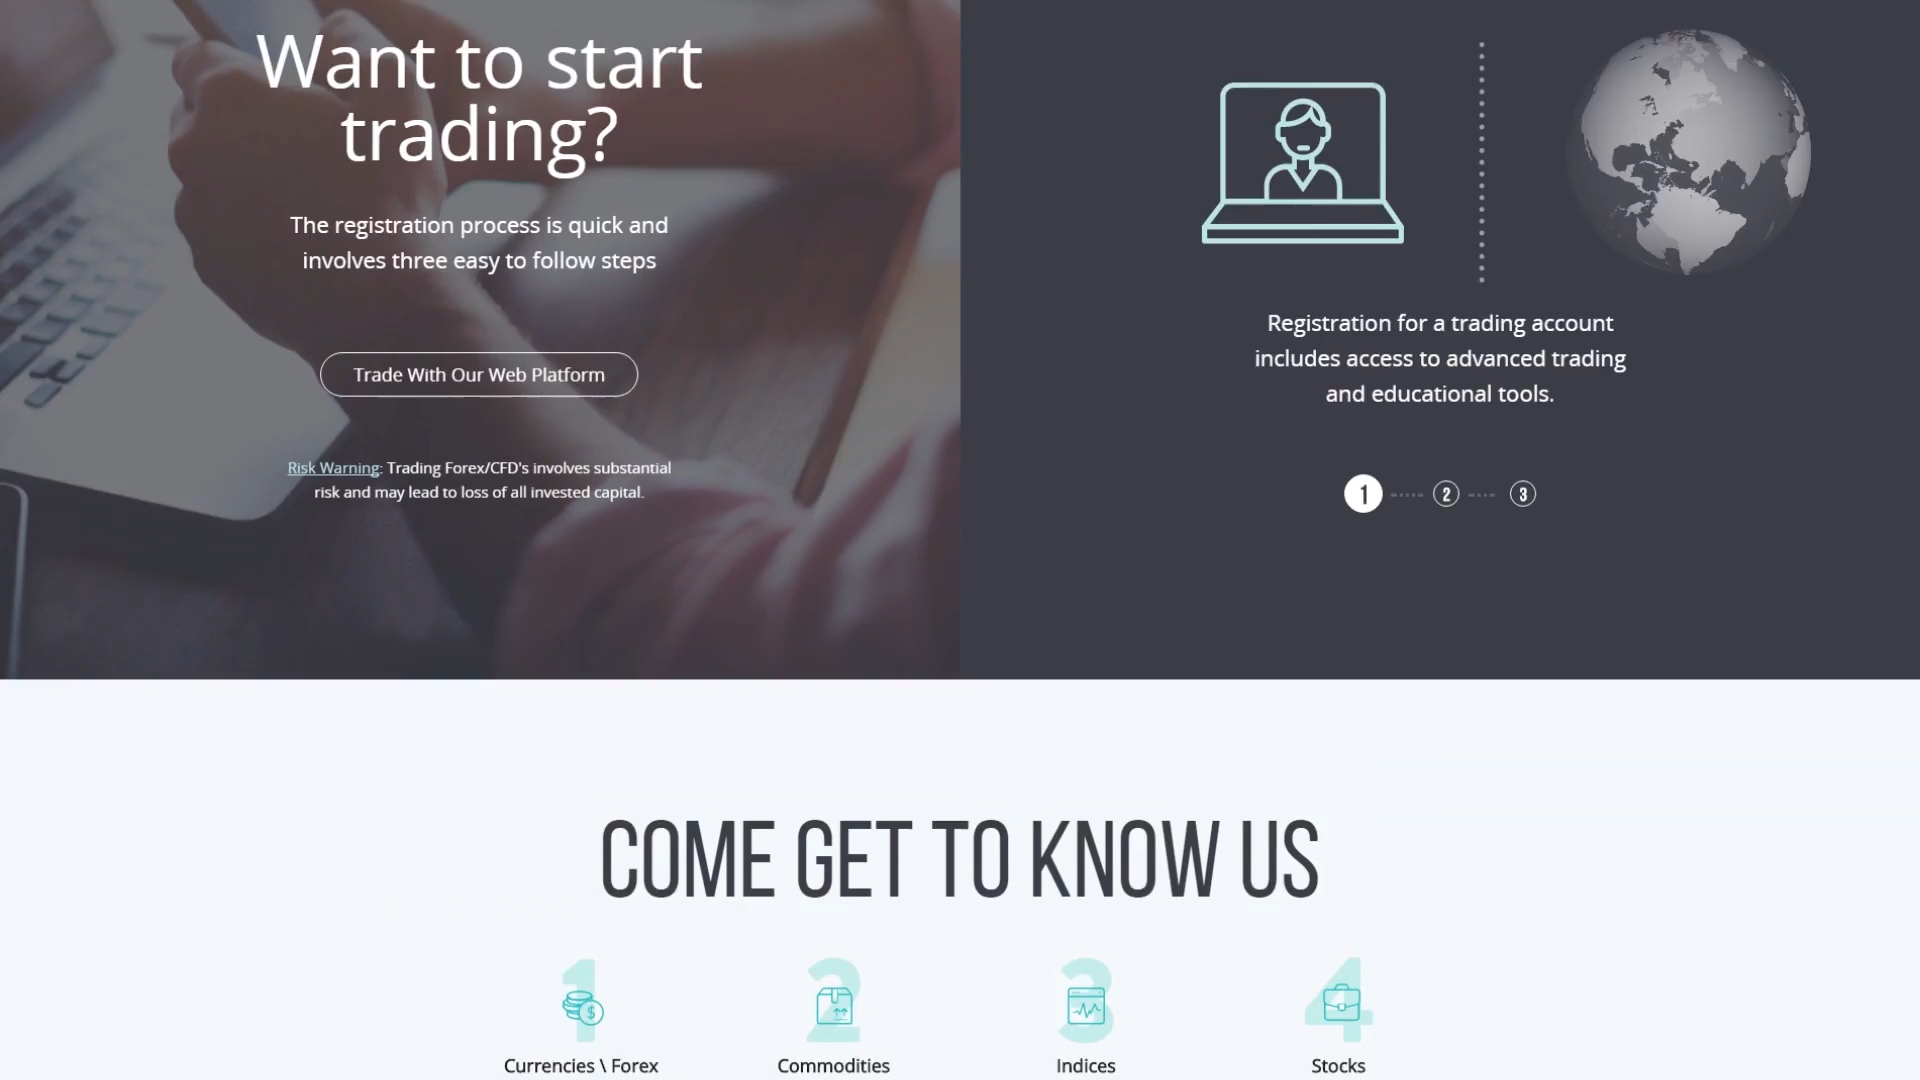 Want to start
trading?
The registration process is quick and
involves three easy to follow steps
Trade With Our Web Platform
Risk Warning: Trading Forex/CFD's involves substantial
risk and may lead to loss of all invested capital.
Registration for a trading account
includes access to advanced trading
and educational tools.
1 2 3
COME GET TO KNOW US
1 2 3 4
Currencies \ Forex Commodities Indices Stocks